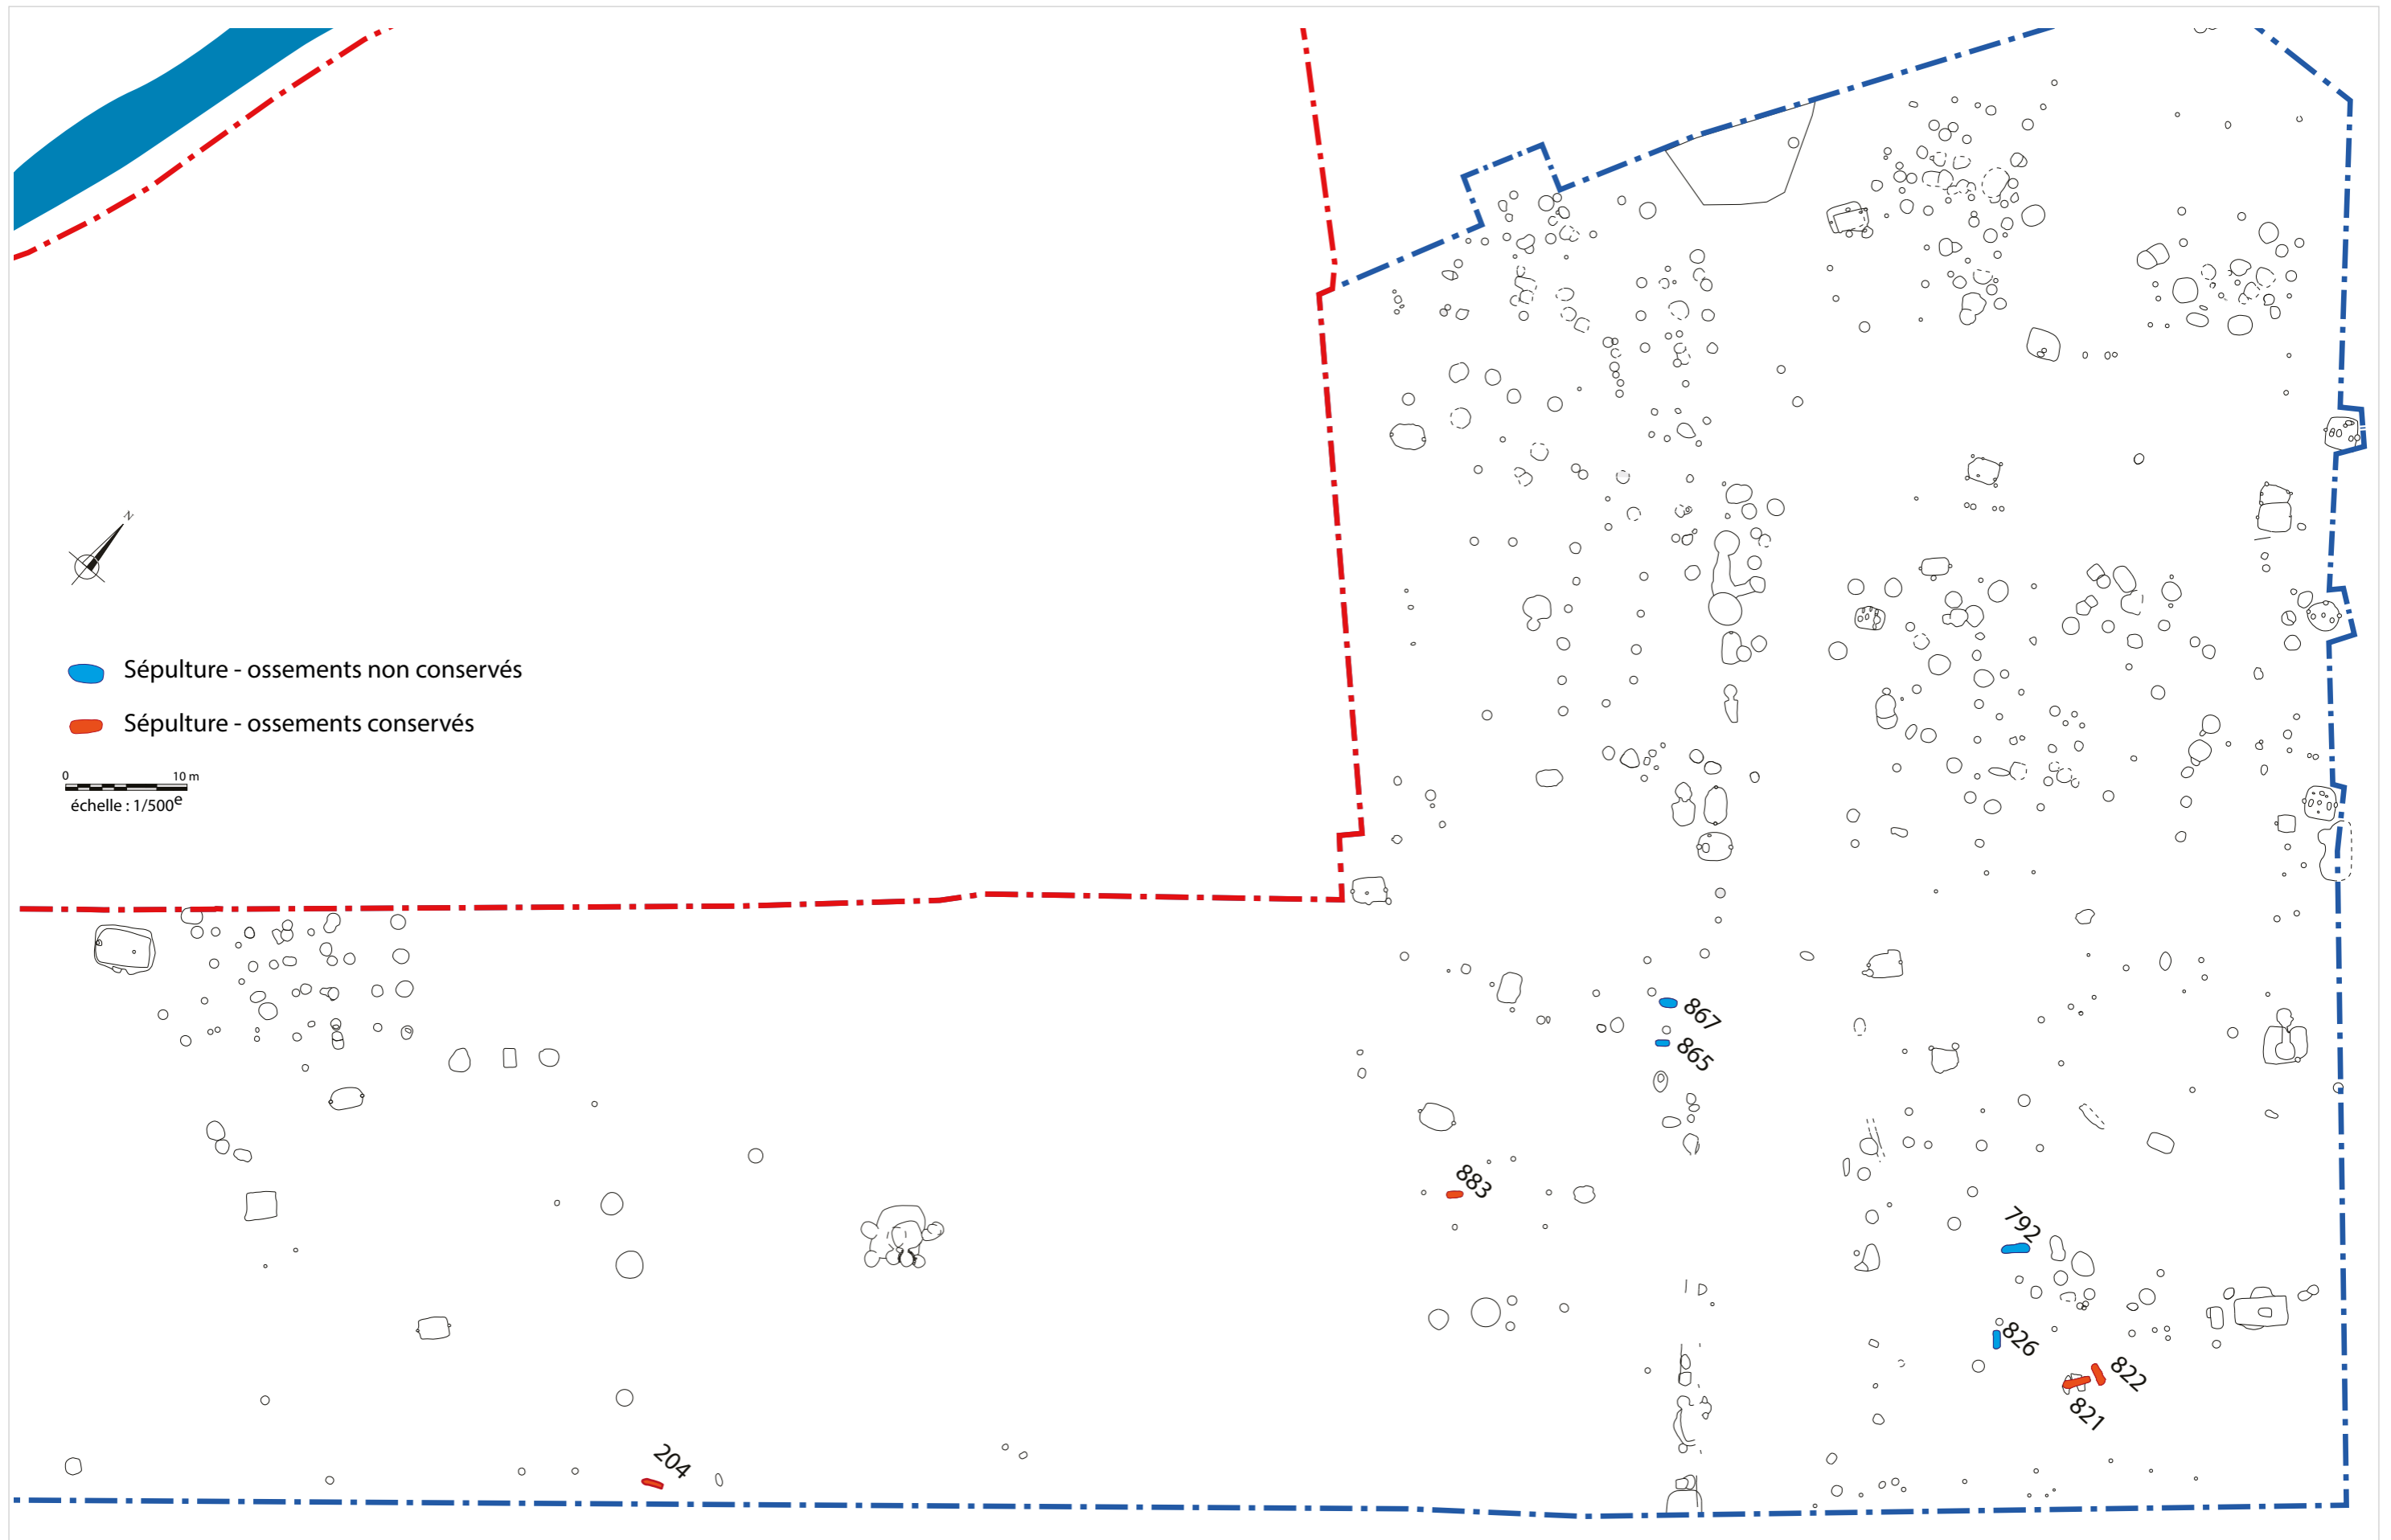 N
Sépulture - ossements non conservés
Sépulture - ossements conservés
0 10 m
échelle : 1/500e
867
865
883
792
826
822
821
204